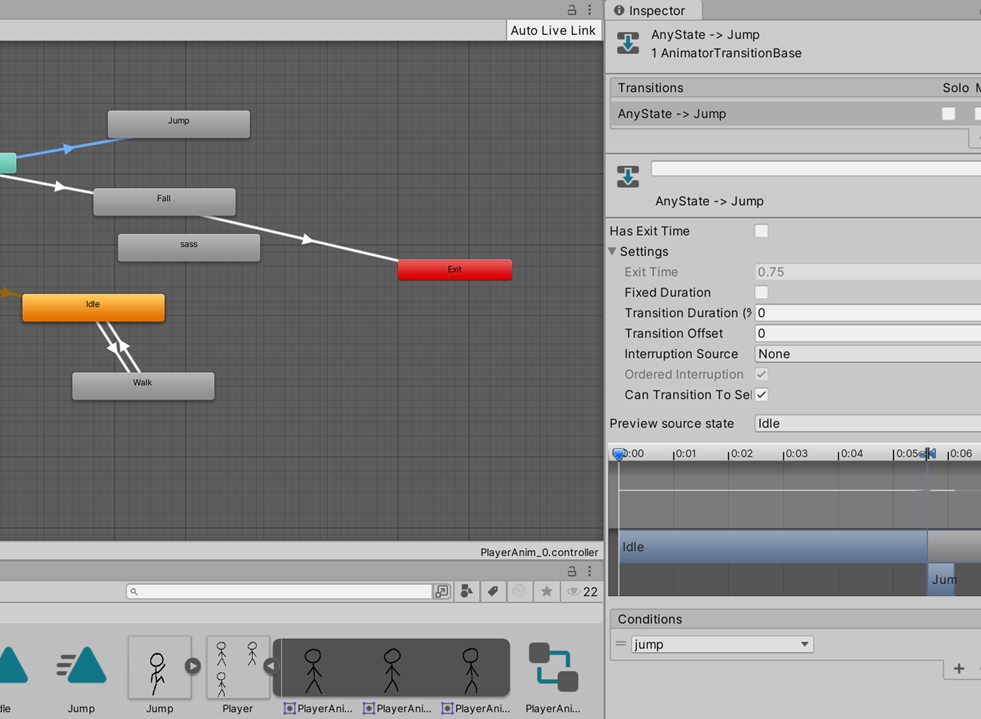 Auto Live Link
Jump
Fall
sass
Exit
Idle
Walk
PlayerAnim_0.controller
22
Jump
Jump
Player
PlayerAni...
PlayerAni...
PlayerAni...
PlayerAni...
Inspector
AnyState -> Jump
1 AnimatorTransitionBase
Transitions Solo M
AnyState -> Jump
AnyState -> Jump
Has Exit Time
Settings
Exit Time 0.75
Fixed Duration
Transition Duration (%
Transition Offset 0
Interruption Source None
Ordered Interruption
Can Transition To Sel
Preview source state Idle
0:00 0:01 0:02 0:03 0:04 0:05 0:06
Idle
Jum
Conditions
= jump
+